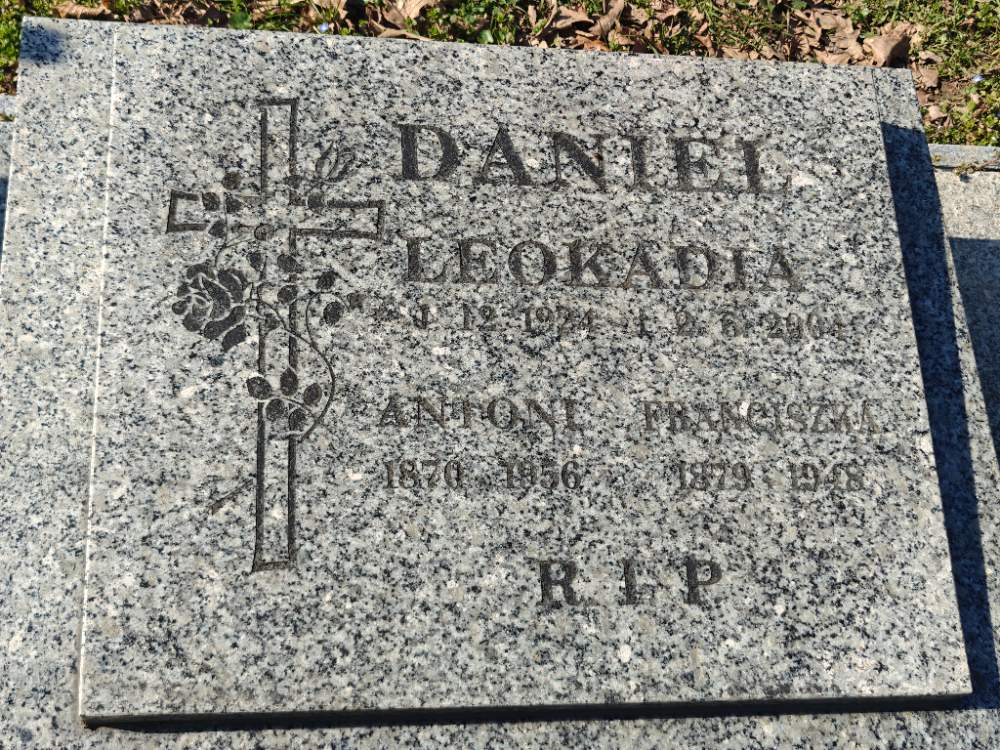 DANIEL
LEOKADIA
* 1 12 1924 † 2 6 2004
ANTONI FRANCISZKA
1870 - 1956 1879 - 1948
R I P